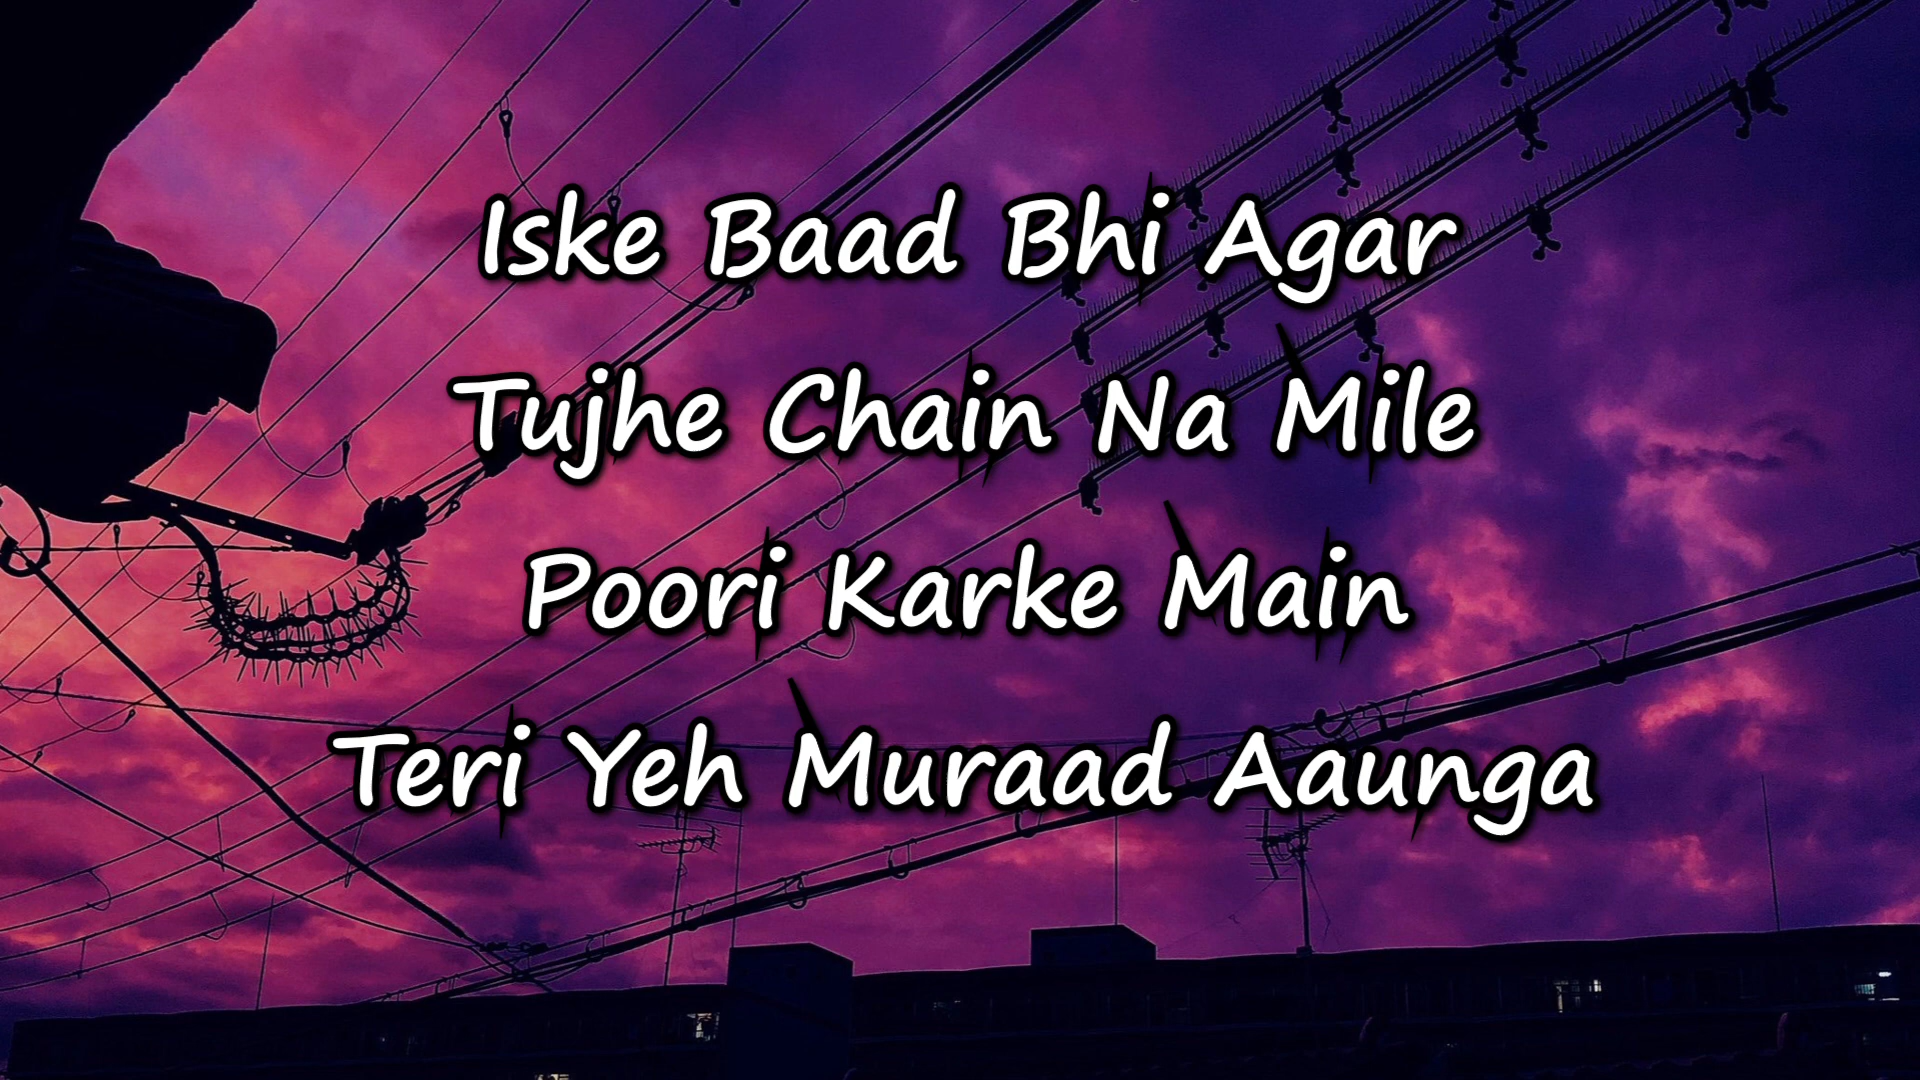 Iske Baad Bhi Agar
Tujhe Chain Na Mile
Poori Karke Main
Teri Yeh Muraad Aaunga